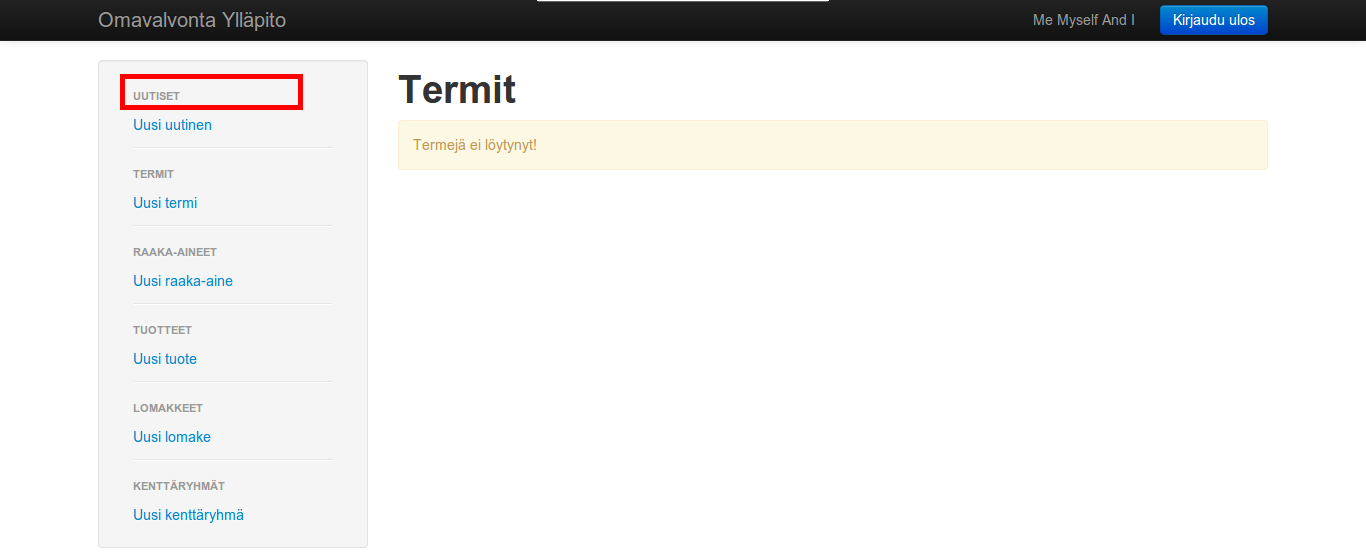 Omavalvonta Ylläpito
Me Myself And I
Kirjaudu ulos
UUTISET
Uusi uutinen
TERMIT
Uusi termi
RAAKA-AINEET
Uusi raaka-aine
TUOTTEET
Uusi tuote
LOMAKKEET
Uusi lomake
KENTTÄRYHMÄT
Uusi kenttäryhmä
Termit
Termejä ei löytynyt!